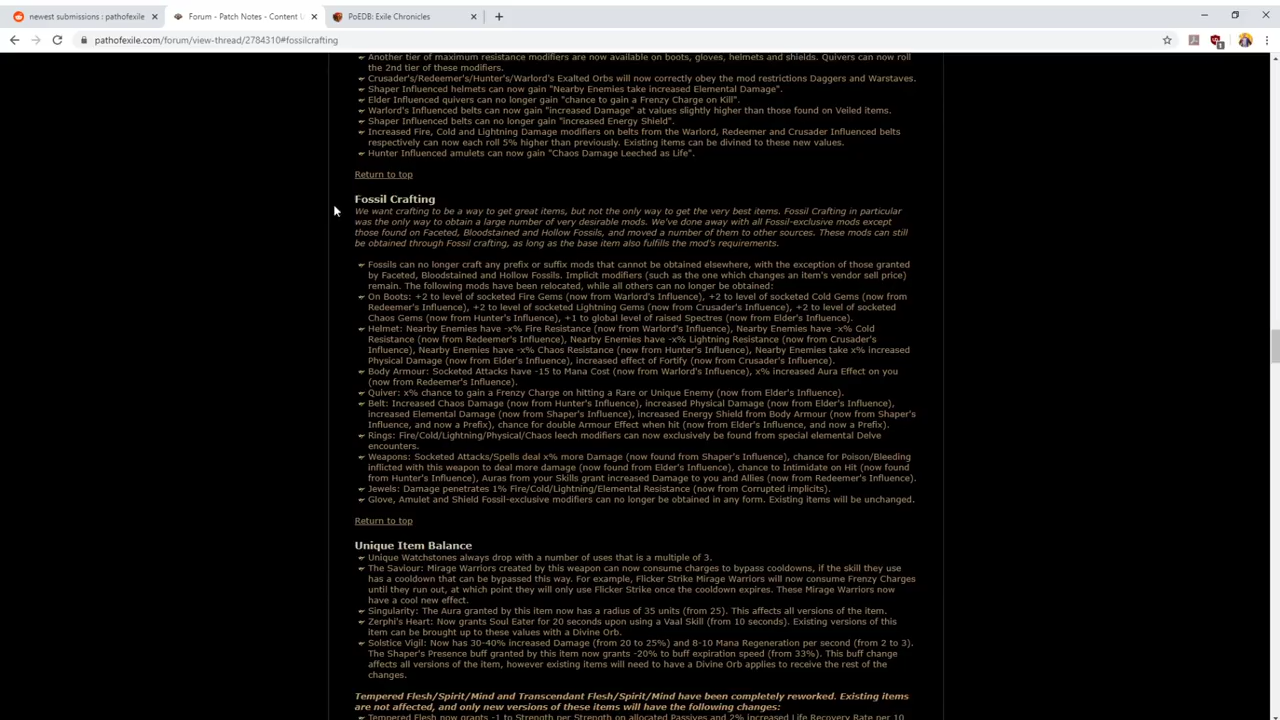 newest submissions : pathofexile
Forum - Patch Notes - Content U
PoEDB: Exile Chronicles
pathofexile.com/forum/view-thread/2784310#fossilcrafting
Another tier of maximum resistance modifiers are now available on boots, gloves, helmets and shields. Quivers can now roll
the 2nd tier of these modifiers.
Crusader's/Redeemer's/Hunter's/Warlord's Exalted Orbs will now correctly obey the mod restrictions Daggers and Warstaves.
Shaper Influenced helmets can now gain "Nearby Enemies take increased Elemental Damage".
Elder Influenced quivers can no longer gain "chance to gain a Frenzy Charge on Kill".
Warlord's Influenced belts can now gain "increased Damage" at values slightly higher than those found on Veiled items.
Shaper Influenced belts can no longer gain "increased Energy Shield".
Increased Fire, Cold and Lightning Damage modifiers on belts from the Warlord, Redeemer and Crusader Influenced belts
respectively can now each roll 5% higher than previously. Existing items can be divined to these new values.
Hunter Influenced amulets can now gain "Chaos Damage Leeched as Life".
Return to top
Fossil Crafting
We want crafting to be a way to get great items, but not the only way to get the very best items. Fossil Crafting in particular
was the only way to obtain a large number of very desirable mods. We've done away with all Fossil-exclusive mods except
those found on Faceted, Bloodstained and Hollow Fossils, and moved a number of them to other sources. These mods can still
be obtained through Fossil crafting, as long as the base item also fulfills the mod's requirements.
Fossils can no longer craft any prefix or suffix mods that cannot be obtained elsewhere, with the exception of those granted
by Faceted, Bloodstained and Hollow Fossils. Implicit modifiers (such as the one which changes an item's vendor sell price)
remain. The following mods have been relocated, while all others can no longer be obtained:
On Boots: +2 to level of socketed Fire Gems (now from Warlord's Influence), +2 to level of socketed Cold Gems (now from
Redeemer's Influence), +2 to level of socketed Lightning Gems (now from Crusader's Influence), +2 to level of socketed
Chaos Gems (now from Hunter's Influence), +1 to global level of raised Spectres (now from Elder's Influence).
Helmet: Nearby Enemies have -x% Fire Resistance (now from Warlord's Influence), Nearby Enemies have -x% Cold
Resistance (now from Redeemer's Influence), Nearby Enemies have -x% Lightning Resistance (now from Crusader's
Influence), Nearby Enemies have -x% Chaos Resistance (now from Hunter's Influence), Nearby Enemies take x% increased
Physical Damage (now from Elder's Influence), increased effect of Fortify (now from Crusader's Influence).
Body Armour: Socketed Attacks have -15 to Mana Cost (now from Warlord's Influence), x% increased Aura Effect on you
(now from Redeemer's Influence).
Quiver: x% chance to gain a Frenzy Charge on hitting a Rare or Unique Enemy (now from Elder's Influence).
Belt: Increased Chaos Damage (now from Hunter's Influence), increased Physical Damage (now from Elder's Influence),
increased Elemental Damage (now from Shaper's Influence), increased Energy Shield from Body Armour (now from Shaper's
Influence, and now a Prefix), chance for double Armour Effect when hit (now from Elder's Influence, and now a Prefix).
Rings: Fire/Cold/Lightning/Physical/Chaos leech modifiers can now exclusively be found from special elemental Delve
encounters.
Weapons: Socketed Attacks/Spells deal x% more Damage (now found from Shaper's Influence), chance for Poison/Bleeding
inflicted with this weapon to deal more damage (now found from Elder's Influence), chance to Intimidate on Hit (now found
from Hunter's Influence), Auras from your Skills grant increased Damage to you and Allies (now from Redeemer's Influence).
Jewels: Damage penetrates 1% Fire/Cold/Lightning/Elemental Resistance (now from Corrupted implicits).
Glove, Amulet and Shield Fossil-exclusive modifiers can no longer be obtained in any form. Existing items will be unchanged.
Return to top
Unique Item Balance
Unique Watchstones always drop with a number of uses that is a multiple of 3.
The Saviour: Mirage Warriors created by this weapon can now consume charges to bypass cooldowns, if the skill they use
has a cooldown that can be bypassed this way. For example, Flicker Strike Mirage Warriors will now consume Frenzy Charges
until they run out, at which point they will only use Flicker Strike once the cooldown expires. These Mirage Warriors now
have a cool new effect.
Singularity: The Aura granted by this item now has a radius of 35 units (from 25). This affects all versions of the item.
Zerphi's Heart: Now grants Soul Eater for 20 seconds upon using a Vaal Skill (from 10 seconds). Existing versions of this
item can be brought up to these values with a Divine Orb.
Solstice Vigil: Now has 30-40% increased Damage (from 20 to 25%) and 8-10 Mana Regeneration per second (from 2 to 3).
The Shaper's Presence buff granted by this item now grants -20% to buff expiration speed (from 33%). This buff change
affects all versions of the item, however existing items will need to have a Divine Orb applies to receive the rest of the
changes.
Tempered Flesh/Spirit/Mind and Transcendant Flesh/Spirit/Mind have been completely reworked. Existing items
are not affected, and only new versions of these items will have the following changes:
Tempered Flesh now grants -1 to Strength per Strength on allocated Passives and 2% increased Life Recovery Rate per 10